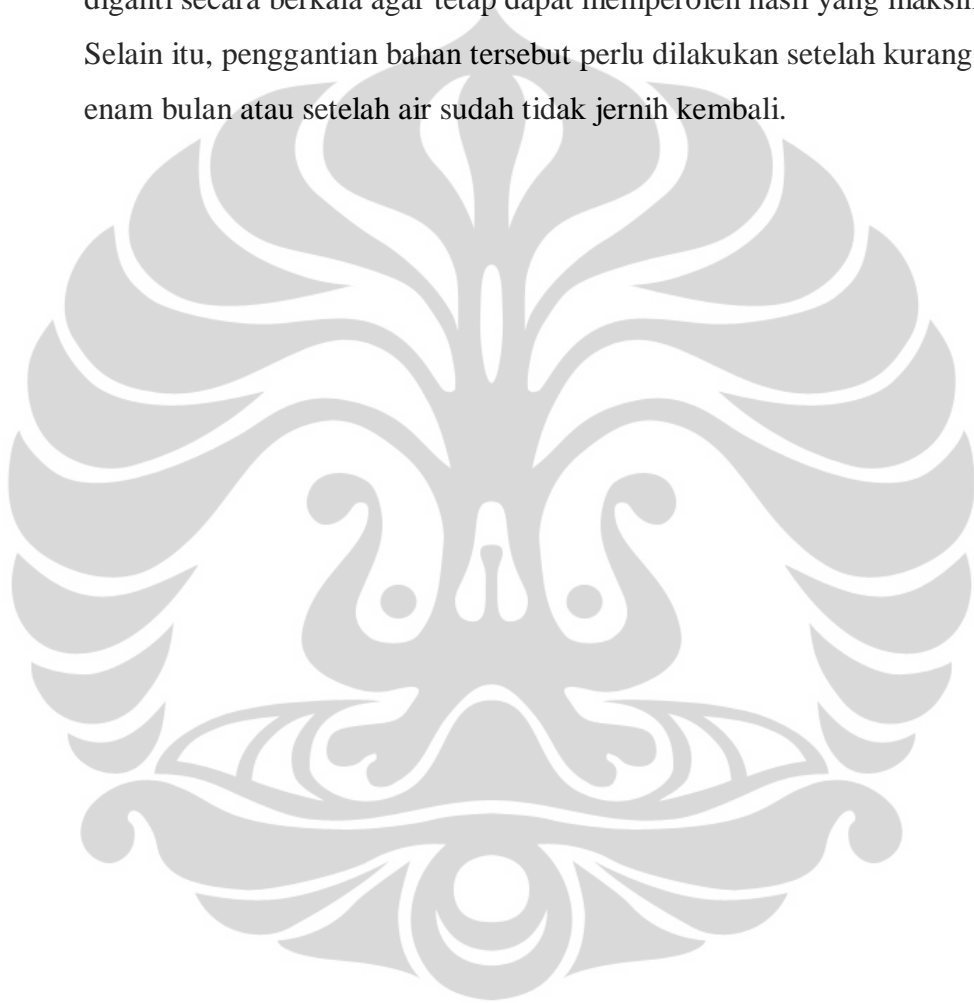 diganti secara berkala agar tetap dapat memperoleh hasil yang
Selain itu, penggantian bahan tersebut perlu dilakukan setelah kurang
enam bulan atau setelah air sudah tidak jernih kembali.